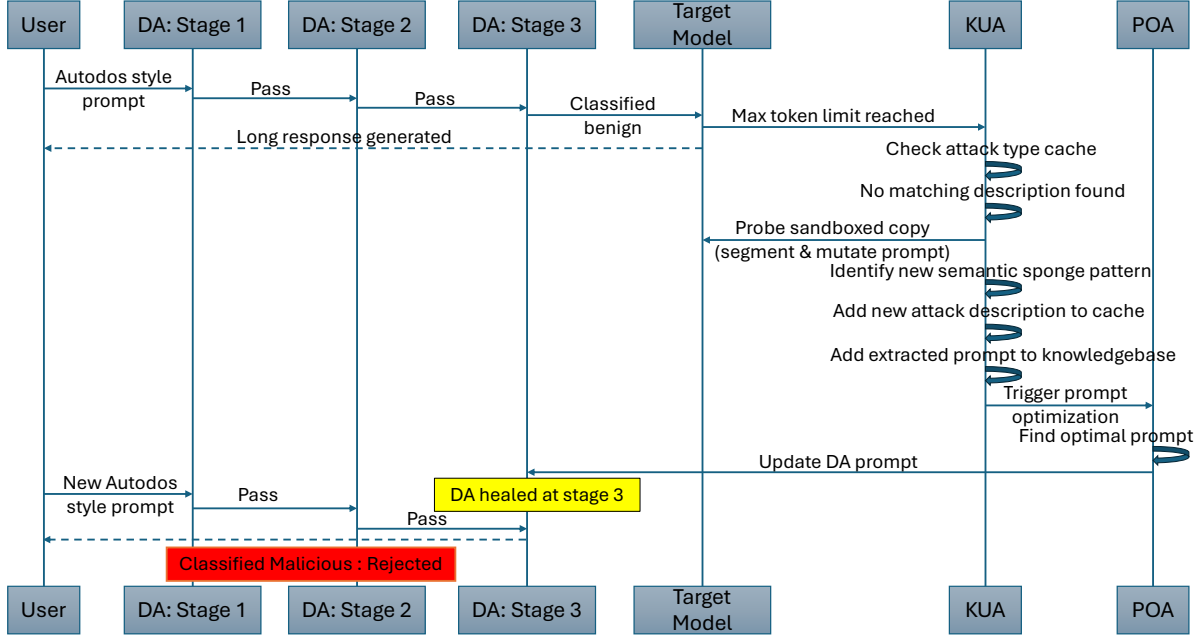 User
DA: Stage 1
DA: Stage 2
DA: Stage 3
Target
Model
KUA
POA
Autodos style
prompt
Pass
Pass
Classified
benign
Max token limit reached
Long response generated
Check attack type cache
No matching description found
Probe sandboxed copy
(segment & mutate prompt)
Identify new semantic sponge pattern
Add new attack description to cache
Add extracted prompt to knowledgebase
Trigger prompt
optimization
Find optimal prompt
Update DA prompt
New Autodos
style prompt
Pass
DA healed at stage 3
Pass
Classified Malicious : Rejected
User
DA: Stage 1
DA: Stage 2
DA: Stage 3
Target
Model
KUA
POA